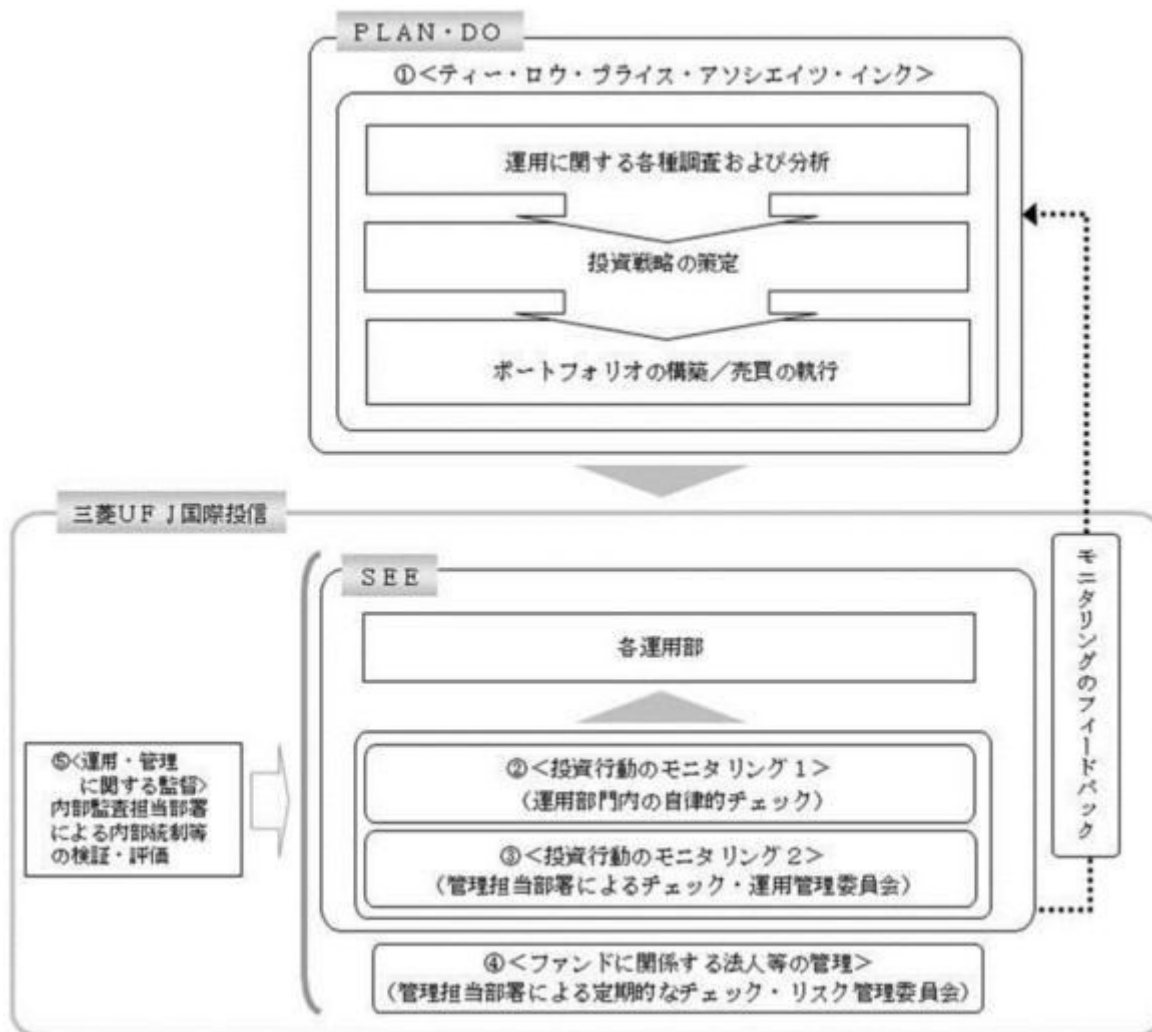 PLAN・DO
①<ティー・ロウ・プライス・アソシエイツ・インク>
運用に関する各種調査および分析
投資戦略の策定
ポートフォリオの構築/売買の執行
三菱UFJ国際投信
SEE
各運用部
②<投資行動のモニタリング1>
(運用部門内の自律的チェック)
③<投資行動のモニタリング2>
(管理担当部署によるチェック・運用管理委員会)
④<ファンドに関係する法人等の管理>
(管理担当部署による定期的なチェック・リスク管理委員会)
⑤<運用・管理
に関する監督>
内部監査担当部署
による内部統制等
の検証・評価
モニタリングのフィードバック